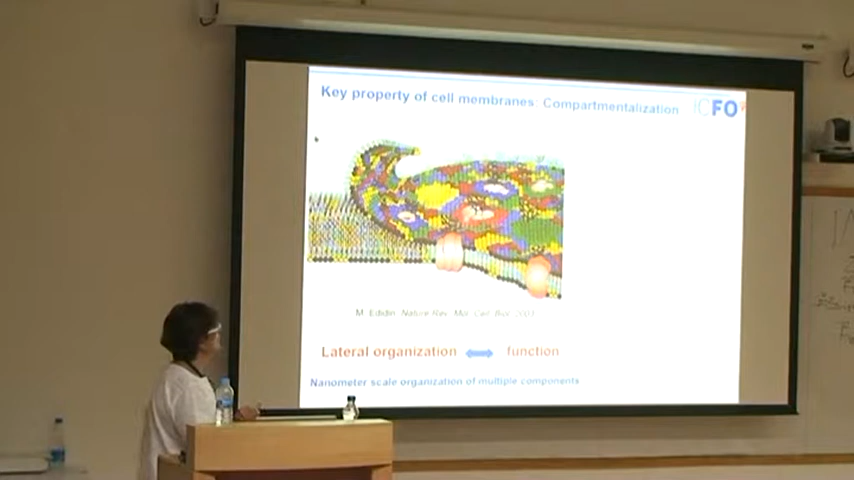 Key property of cell membranes: Compartmentalization
ICFO
M. Edidin Nature Rev. Mol. Cell. Biol. 2003
Lateral organization function
Nanometer scale organization of multiple components